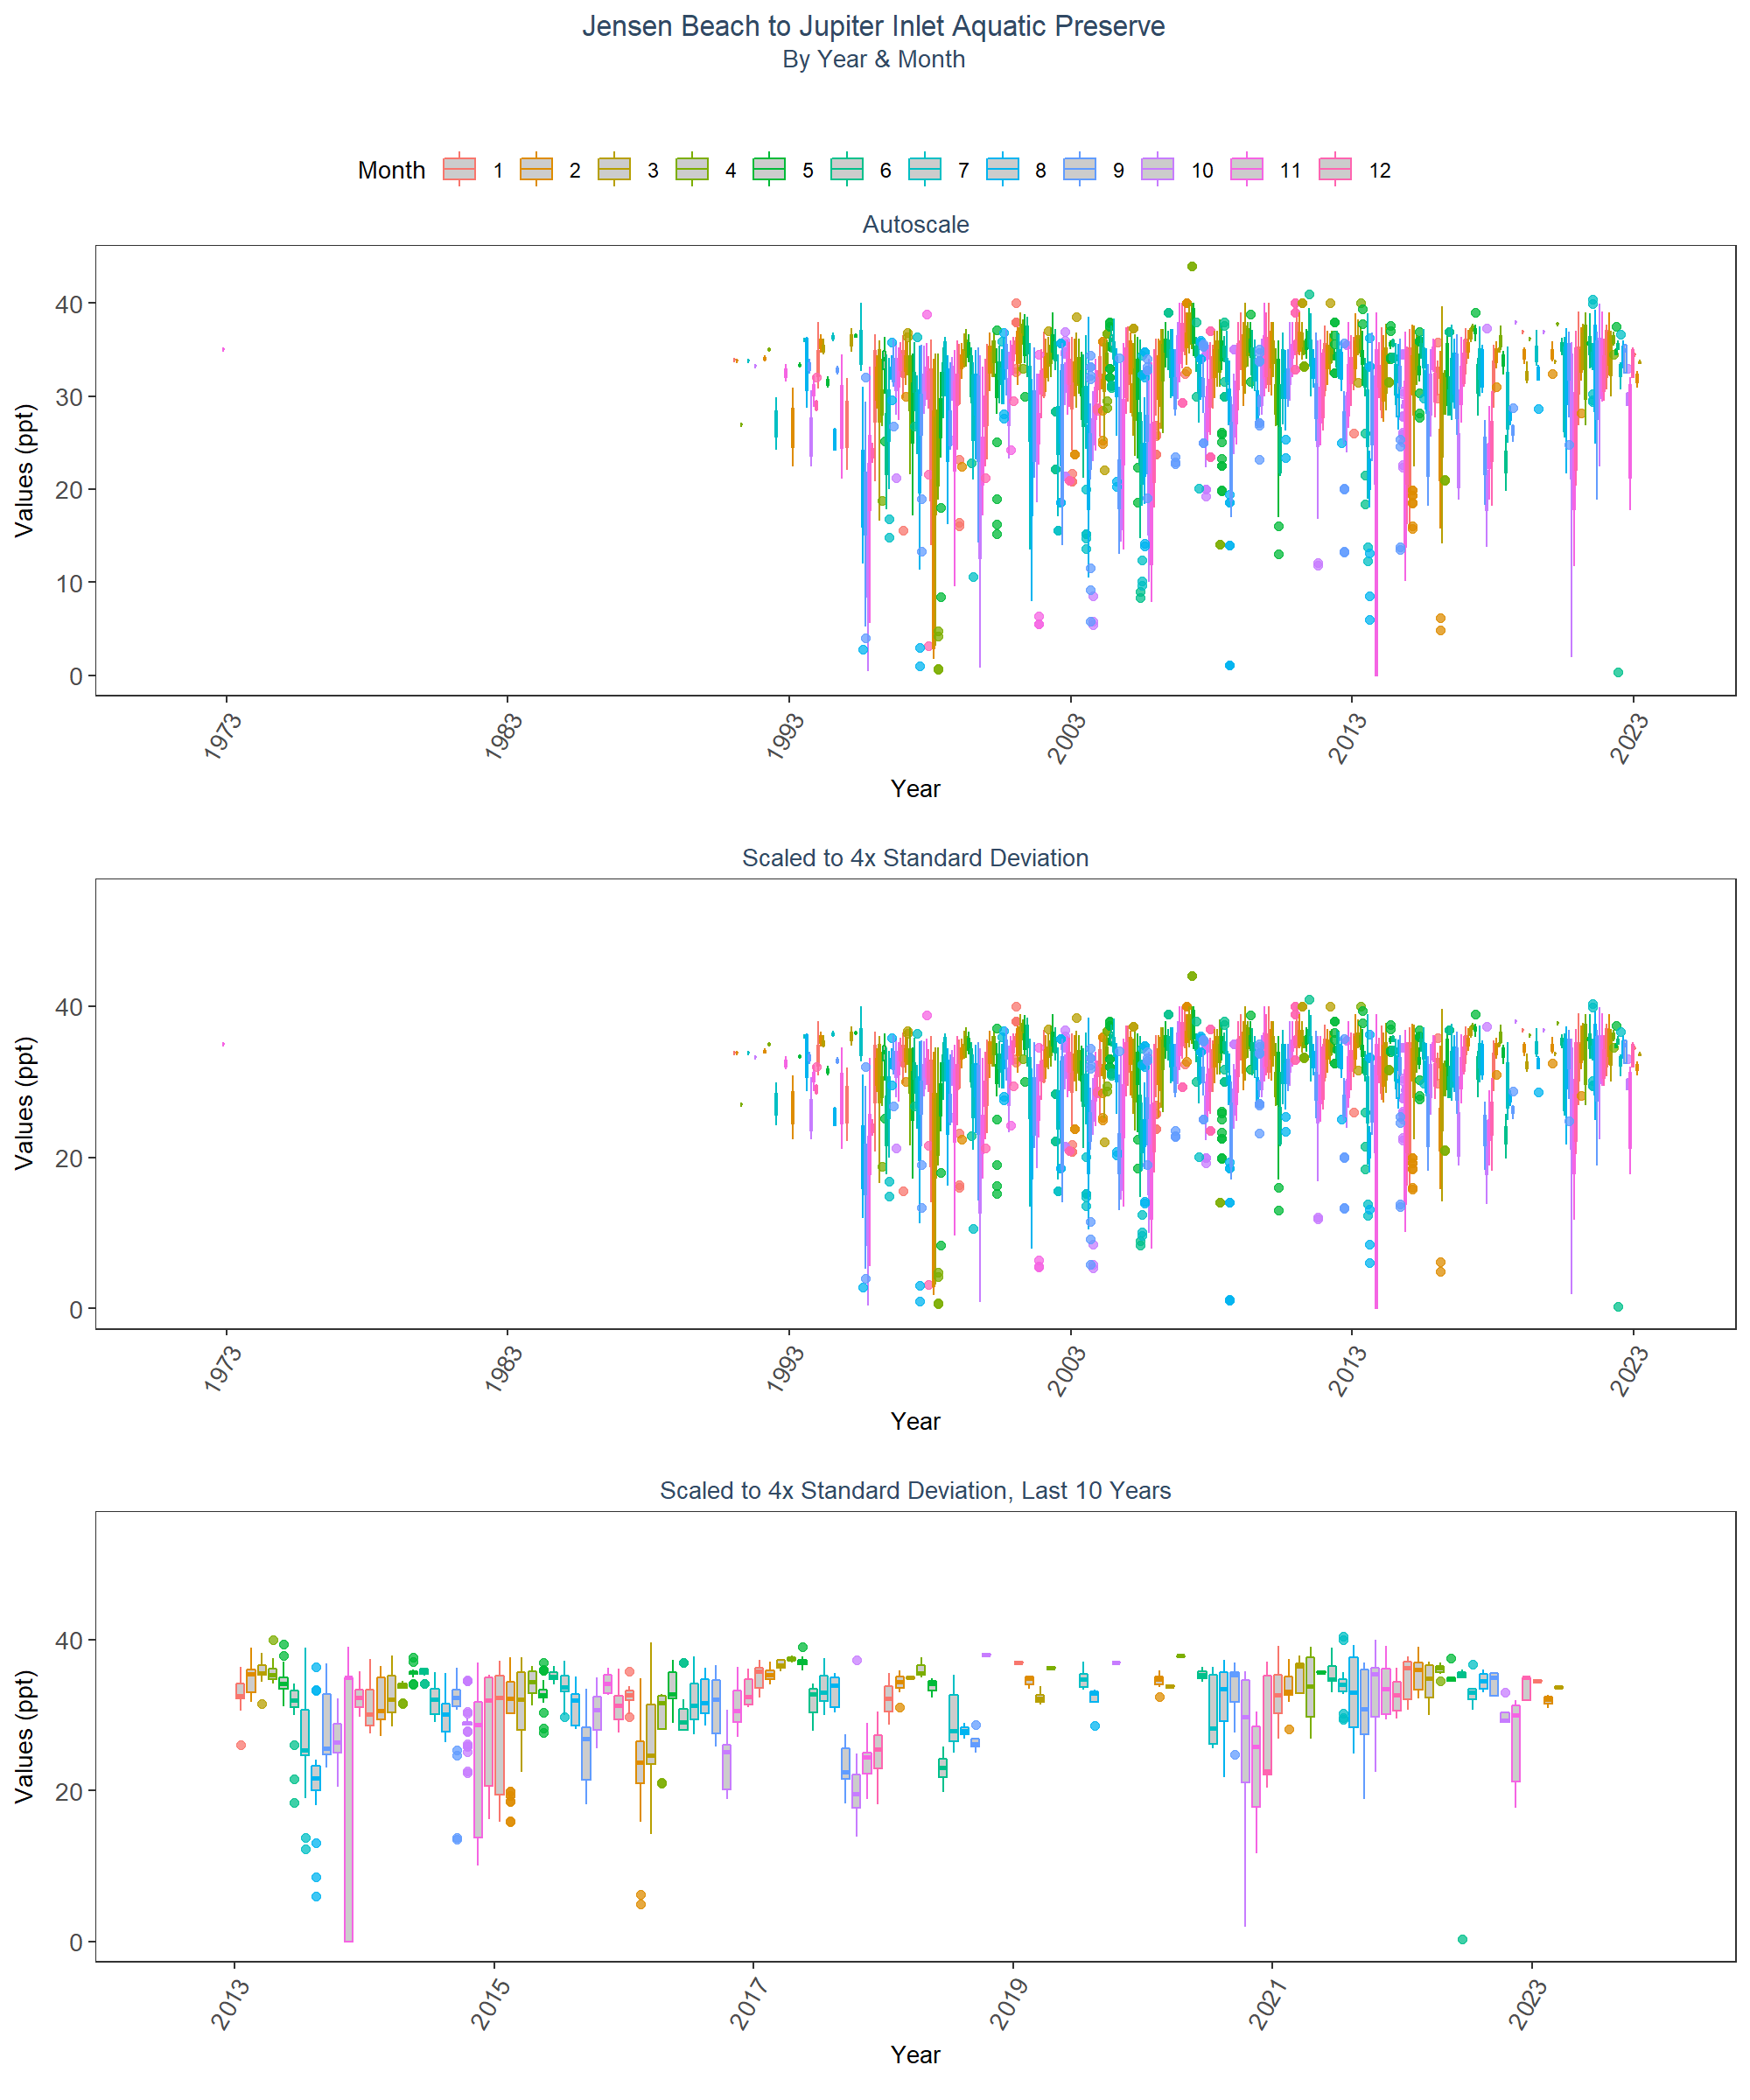 Jensen Beach to Jupiter Inlet Aquatic Preserve
By Year & Month
Month 1 2 3 4 5 6 7 8 9 10 11 12
Autoscale
Values (ppt)
40
30
20
10
0
1973 1983 1993 2003 2013 2023
Year
Scaled to 4x Standard Deviation
Values (ppt)
40
20
0
1973 1983 1993 2003 2013 2023
Year
Scaled to 4x Standard Deviation, Last 10 Years
Values (ppt)
40
20
0
2013 2015 2017 2019 2021 2023
Year